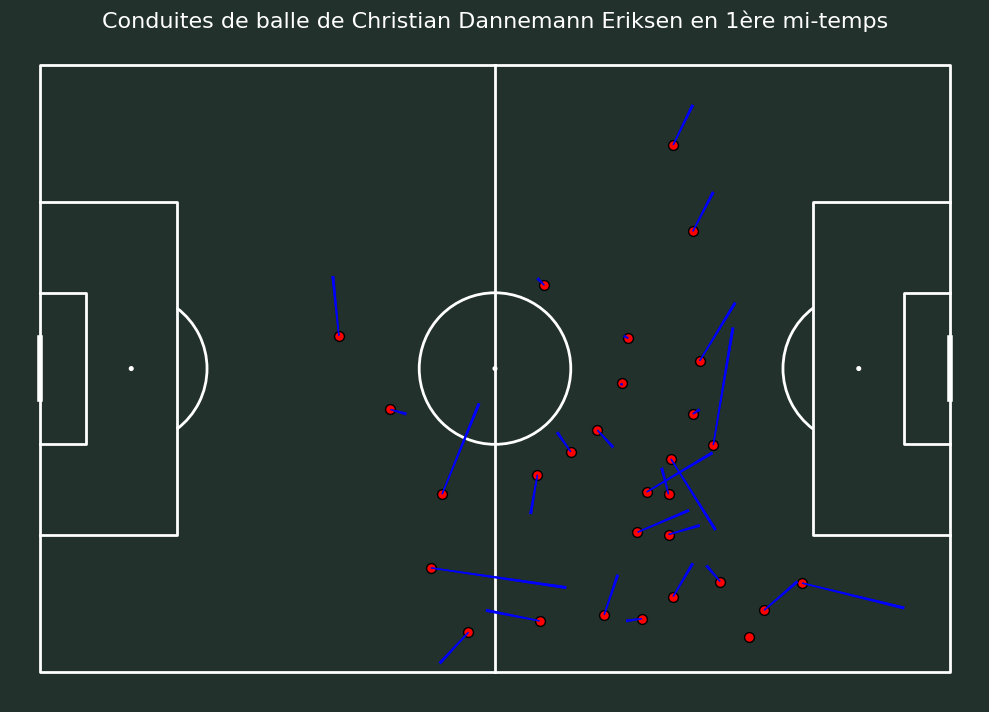 Conduites de balle de Christian Dannemann Eriksen en 1ère mi-temps